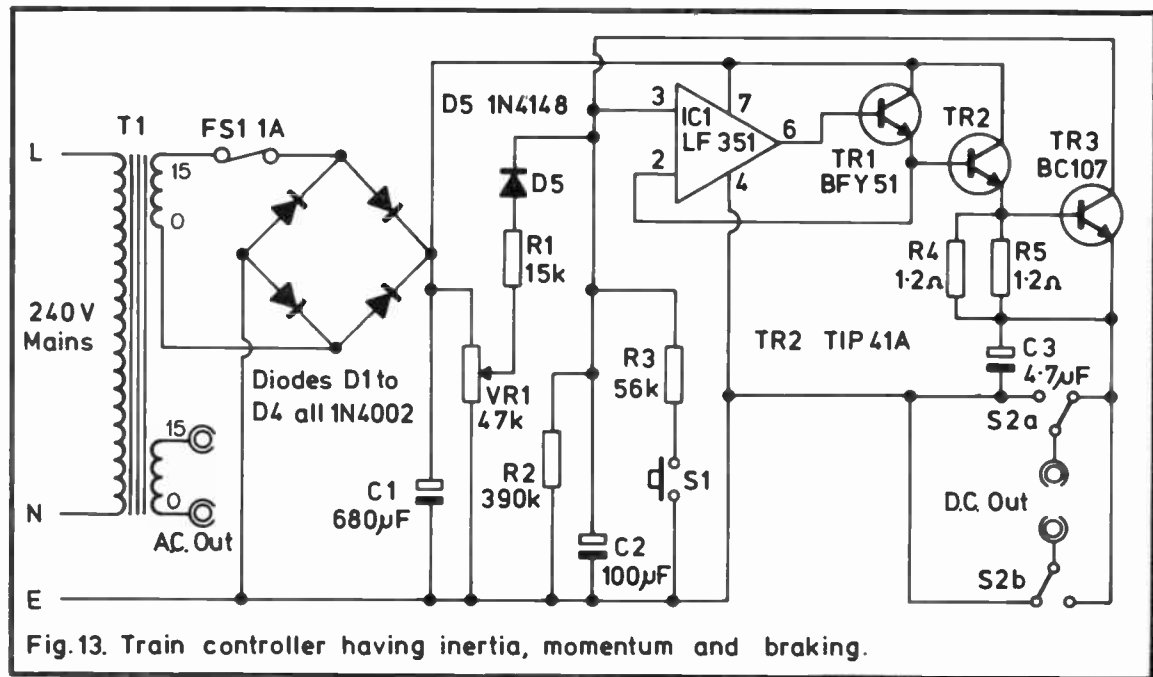 T1
FS1 1A
L
15
0
240V
Mains
N
15
0
A.C. Out
E
Diodes D1 to
D4 all 1N4002
C1
680µF
D5 1N4148
D5
R1
15k
VR1
47k
R2
390k
C2
100µF
R3
56k
S1
3
2
IC1
LF 351
7
4
6
TR1
BFY51
TR2
TR3
BC107
R4
1·2Ω
R5
1·2Ω
TR2 TIP 41A
C3
4·7µF
S2a
D.C. Out
S2b
Fig.13. Train controller having inertia, momentum and braking.